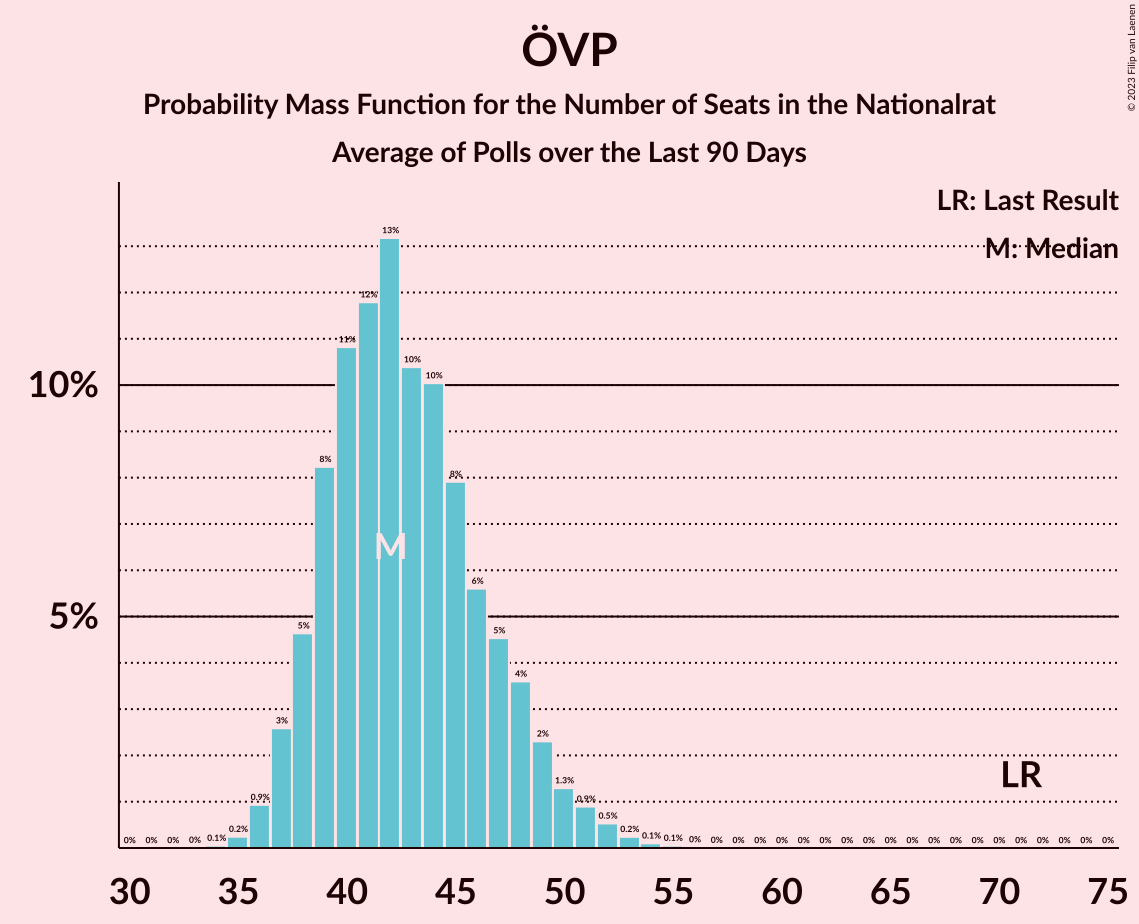 ÖVP
Probability Mass Function for the Number of Seats in the Nationalrat
Average of Polls over the Last 90 Days
© 2023 Filip van Laenen
LR: Last Result
M: Median
10%
5%
0% 0% 0% 0% 0.1% 0.2% 0.9% 3% 5% 8% 11% 12% 13% 10% 10% 8% 6% 5% 4% 2% 1.3% 0.9% 0.5% 0.2% 0.1% 0.1% 0% 0% 0% 0% 0% 0% 0% 0% 0% 0% 0% 0% 0% 0% 0% 0% 0% 0% 0% 0%
M
LR
30 35 40 45 50 55 60 65 70 75